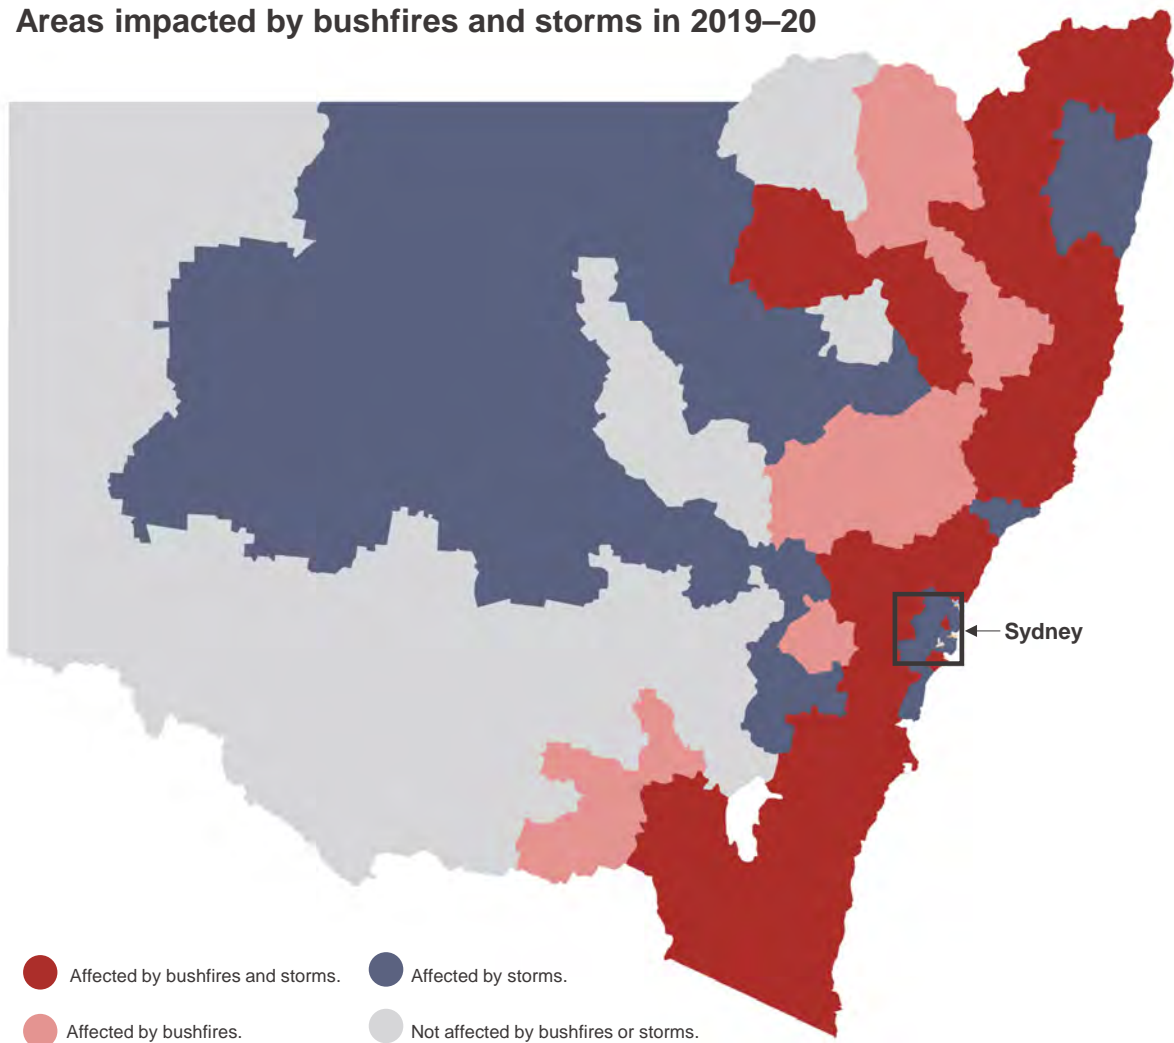 Areas impacted by bushfires and storms in 2019–20
Sydney
Affected by bushfires and storms.
Affected by storms.
Affected by bushfires.
Not affected by bushfires or storms.